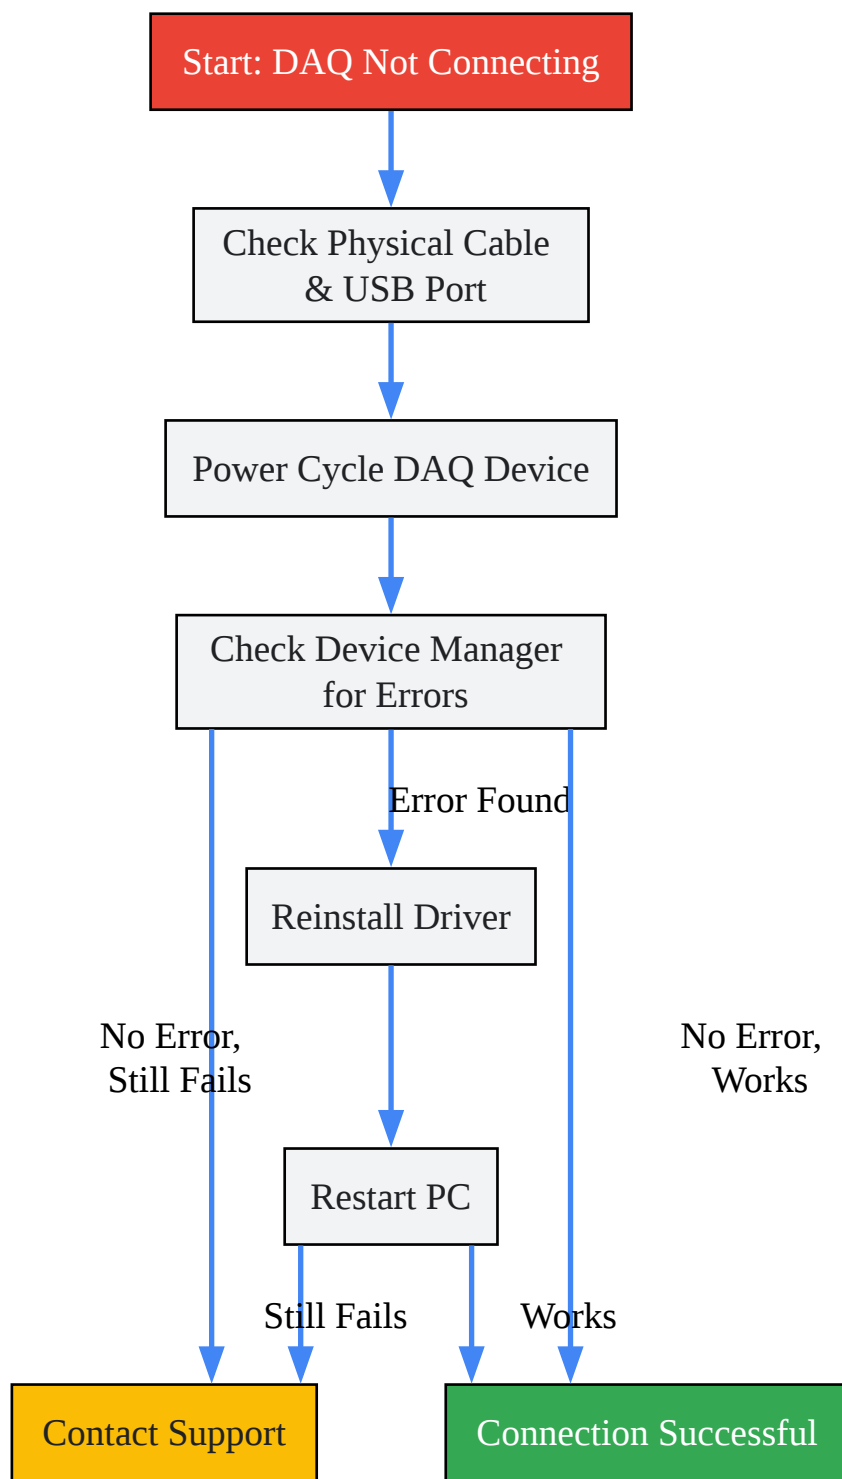 Start: DAQ Not Connecting
Check Physical Cable
& USB Port
Power Cycle DAQ Device
Check Device Manager
for Errors
Error Found
Reinstall Driver
No Error,
Still Fails
No Error,
Works
Restart PC
Still Fails
Works
Contact Support
Connection Successful